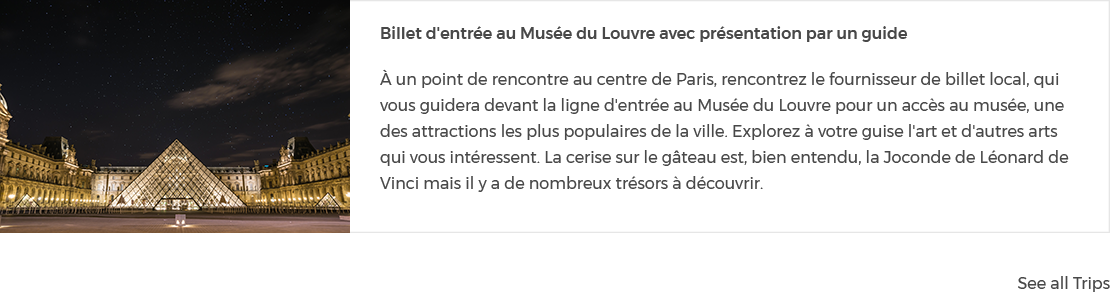 Billet d'entrée au Musée du Louvre avec présentation par un guide
À un point de rencontre au centre de Paris, rencontrez le fournisseur de billet local, qui
vous guidera devant la ligne d'entrée au Musée du Louvre pour un accès au musée, une
des attractions les plus populaires de la ville. Explorez à votre guise l'art et d'autres arts
qui vous intéressent. La cerise sur le gâteau est, bien entendu, la Joconde de Léonard de
Vinci mais il y a de nombreux trésors à découvrir.
See all Trips